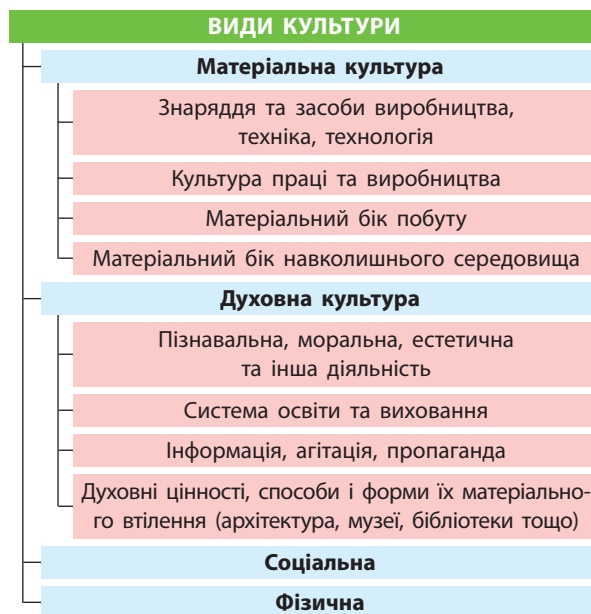 ВИДИ КУЛЬТУРИ
Матеріальна культура
Знаряддя та засоби виробництва,
техніка, технологія
Культура праці та виробництва
Матеріальний бік побуту
Матеріальний бік навколишнього середовища
Духовна культура
Пізнавальна, моральна, естетична
та інша діяльність
Система освіти та виховання
Інформація, агітація, пропаганда
Духовні цінності, способи і форми їх матеріально-
го втілення (архітектура, музеї, бібліотеки тощо)
Соціальна
Фізична